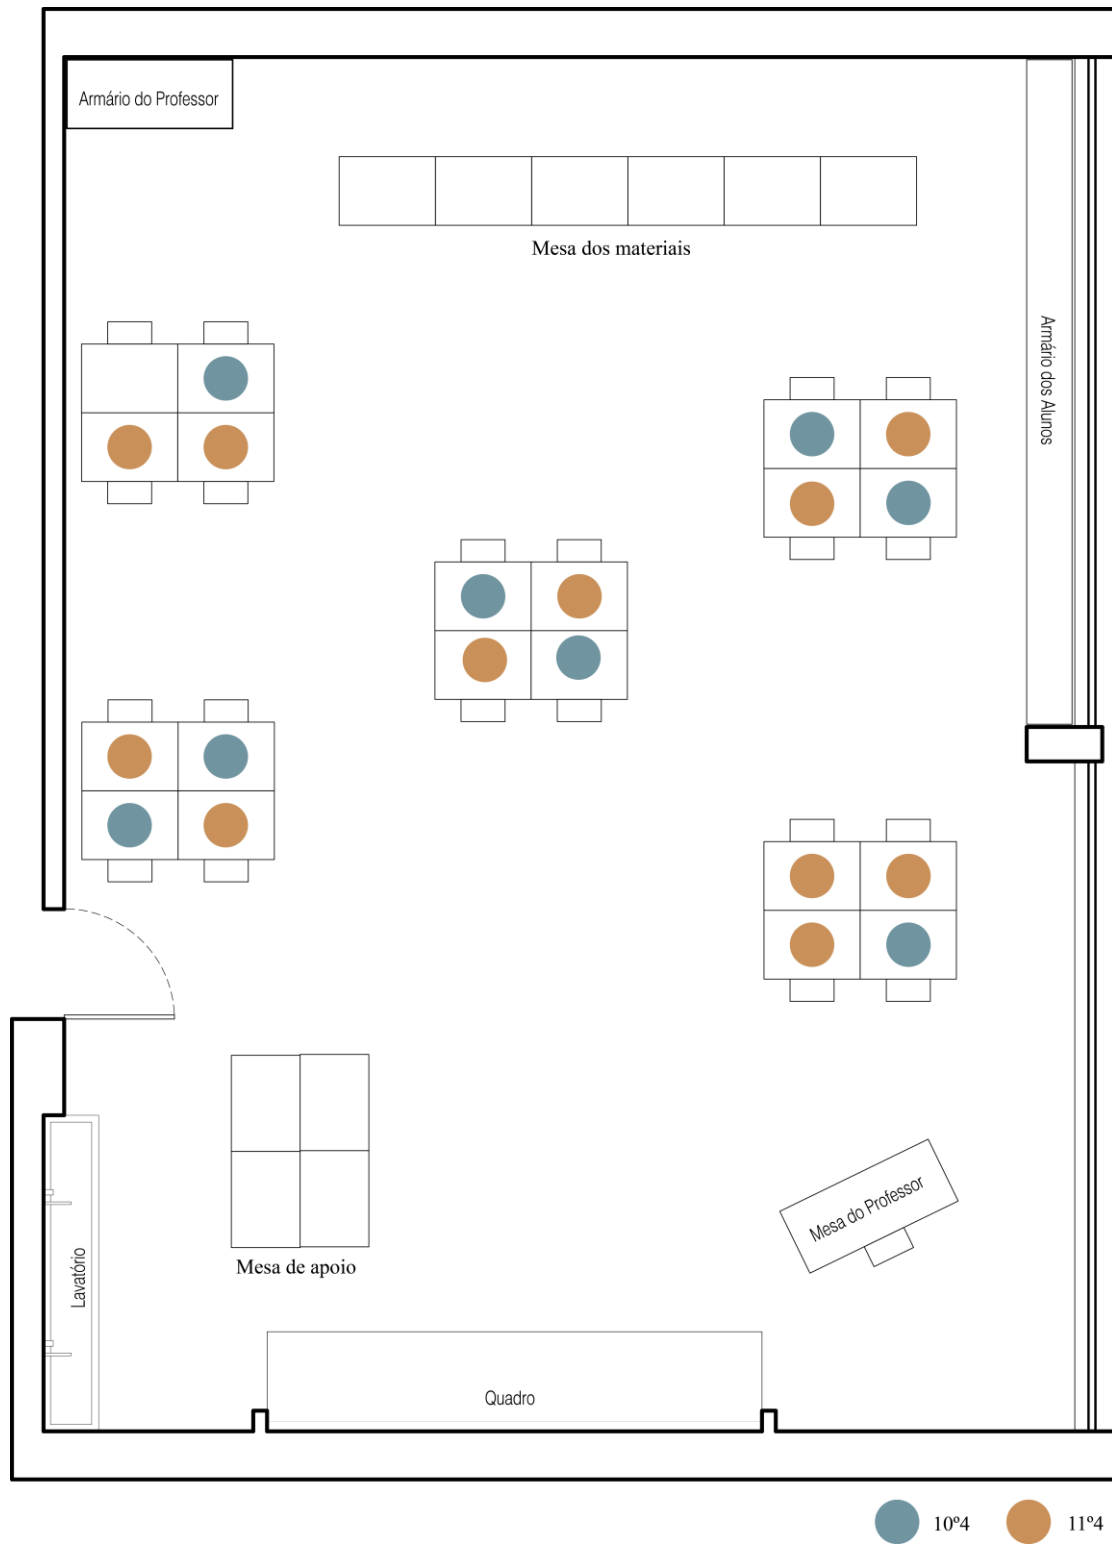 Armário do Professor
Mesa dos materiais
Armário dos Alunos
Mesa do Professor
Mesa de apoio
Lavatório
Quadro
10º4
11º4